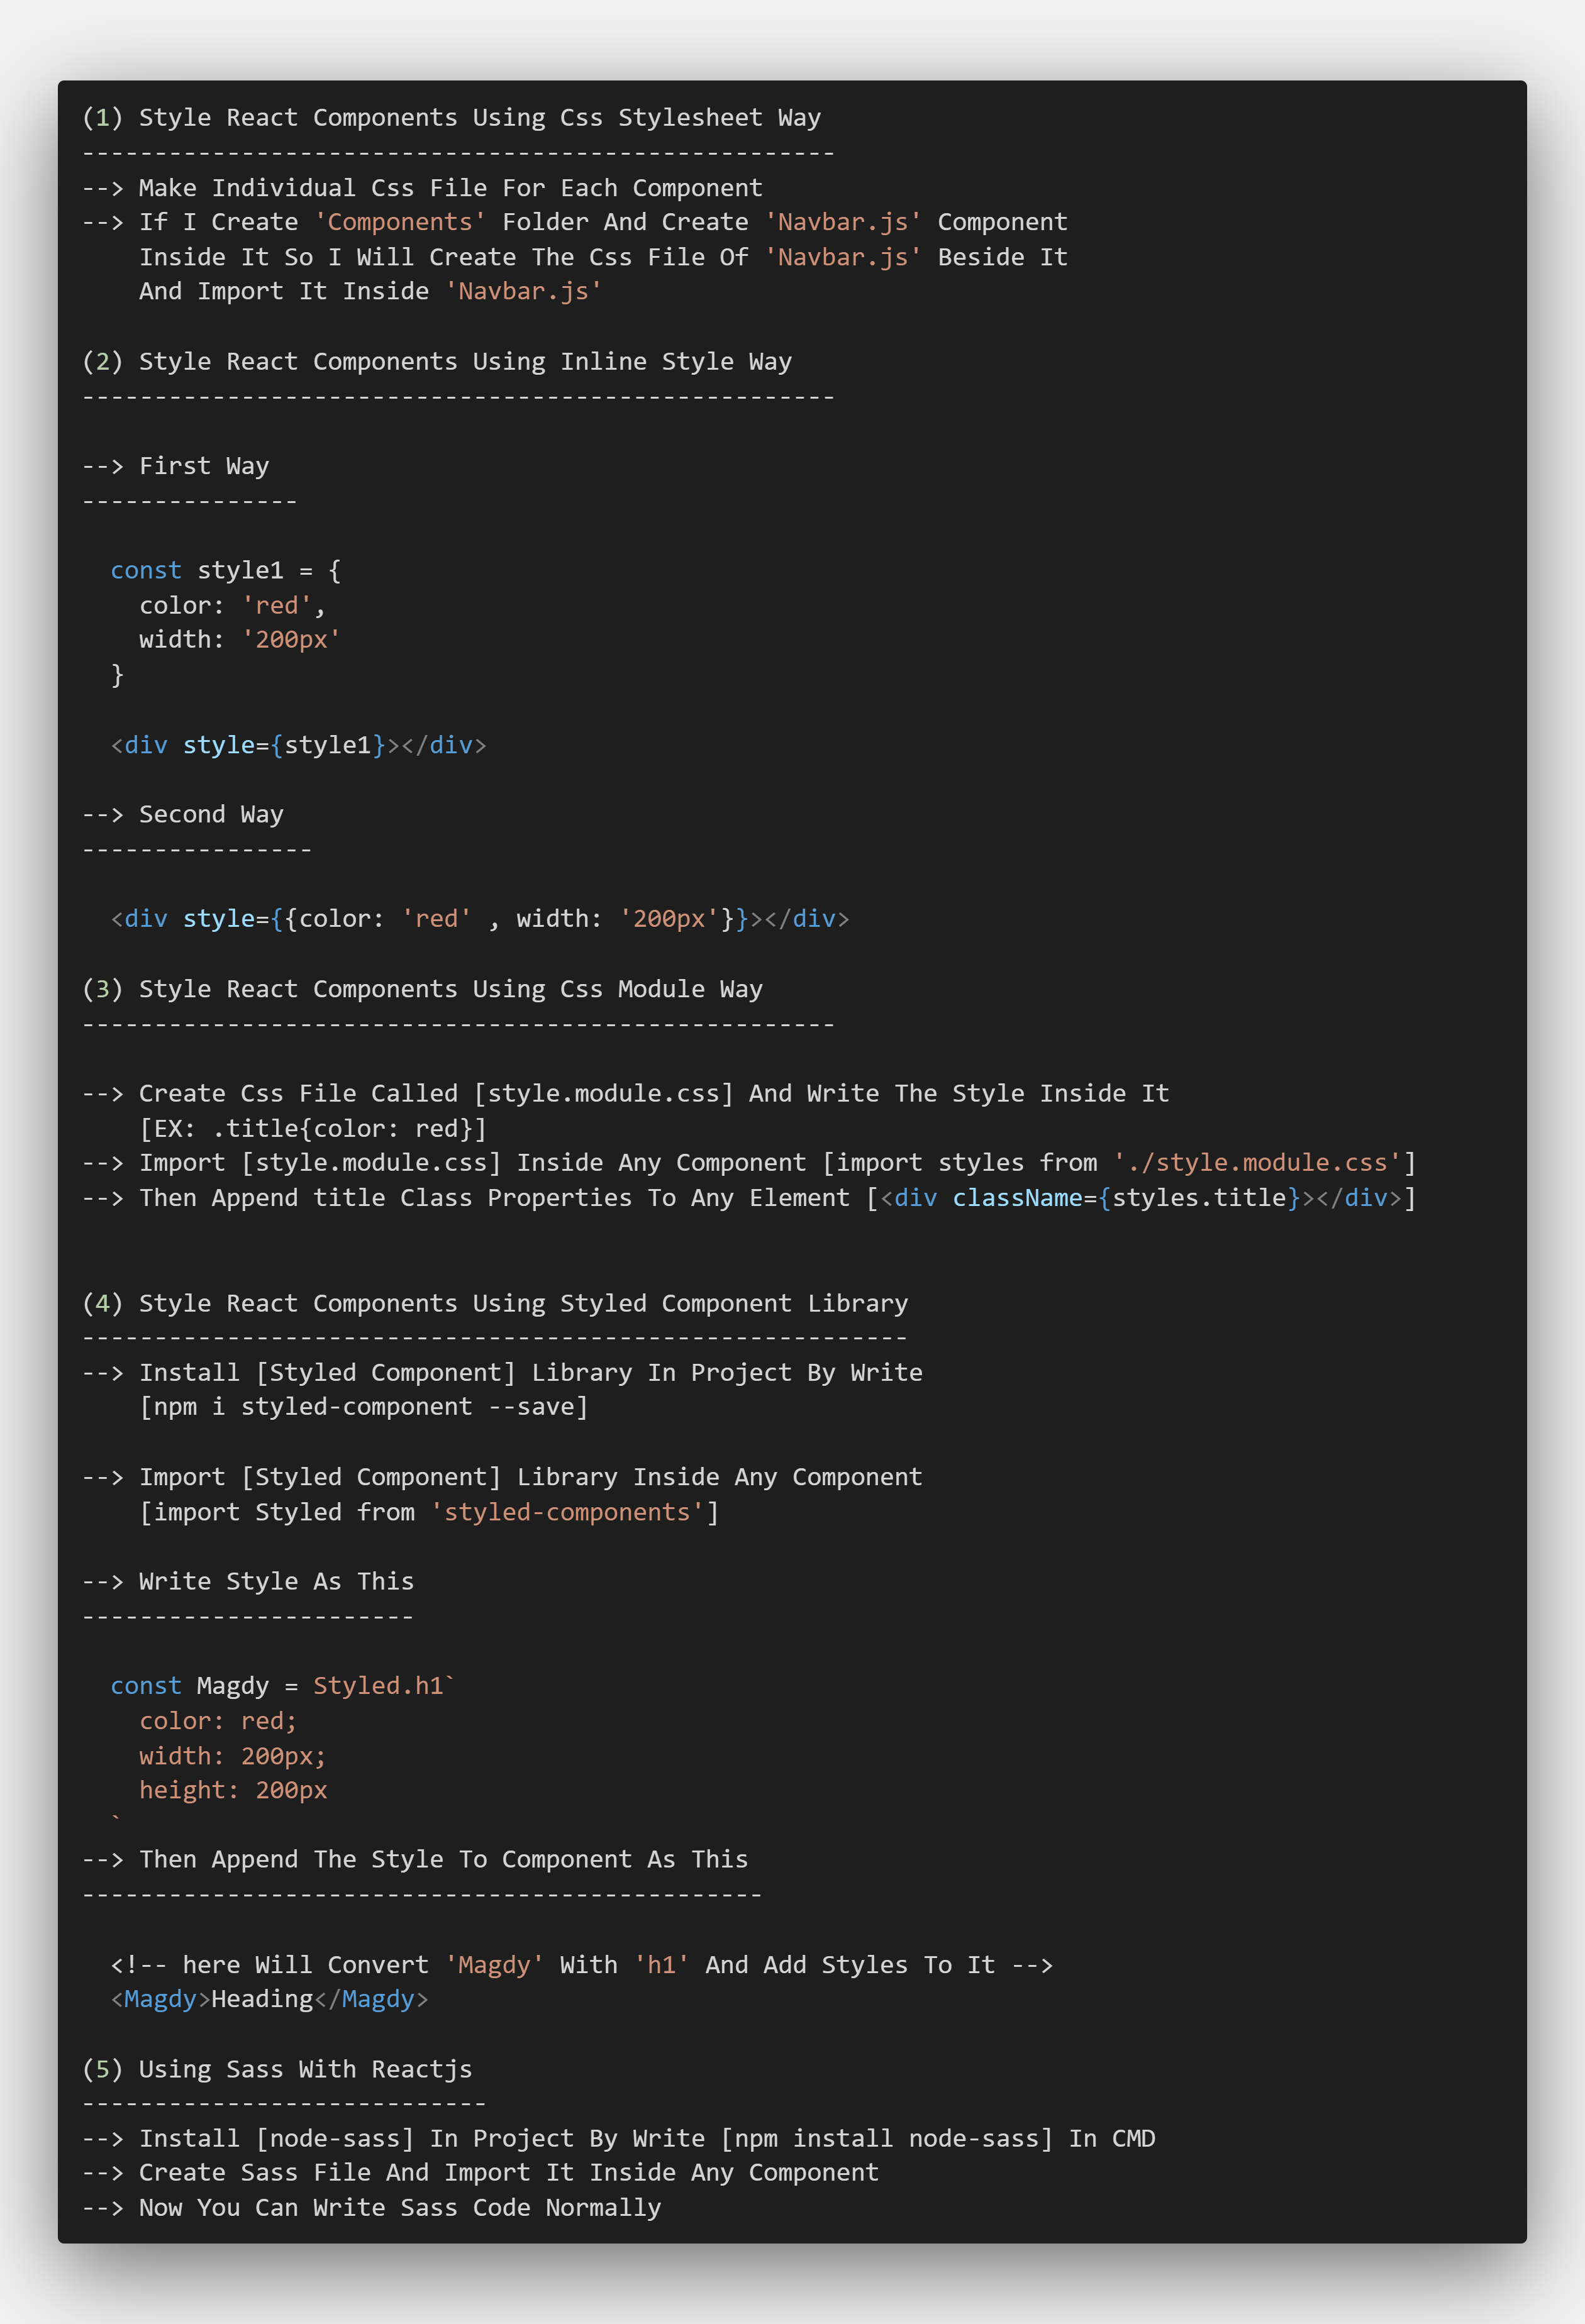 (1) Style React Components Using Css Stylesheet Way
----------------------------------------------------
--> Make Individual Css File For Each Component
--> If I Create 'Components' Folder And Create 'Navbar.js' Component
    Inside It So I Will Create The Css File Of 'Navbar.js' Beside It
    And Import It Inside 'Navbar.js'

(2) Style React Components Using Inline Style Way
----------------------------------------------------

--> First Way
---------------

  const style1 = {
    color: 'red',
    width: '200px'
  }

  <div style={style1}></div>

--> Second Way
----------------

  <div style={{color: 'red' , width: '200px'}}></div>

(3) Style React Components Using Css Module Way
----------------------------------------------------

--> Create Css File Called [style.module.css] And Write The Style Inside It
    [EX: .title{color: red}]
--> Import [style.module.css] Inside Any Component [import styles from './style.module.css']
--> Then Append title Class Properties To Any Element [<div className={styles.title}></div>]


(4) Style React Components Using Styled Component Library
---------------------------------------------------------
--> Install [Styled Component] Library In Project By Write
    [npm i styled-component --save]

--> Import [Styled Component] Library Inside Any Component
    [import Styled from 'styled-components']

--> Write Style As This
-----------------------

  const Magdy = Styled.h1`
    color: red;
    width: 200px;
    height: 200px
  `
--> Then Append The Style To Component As This
-----------------------------------------------

  <!-- here Will Convert 'Magdy' With 'h1' And Add Styles To It -->
  <Magdy>Heading</Magdy>

(5) Using Sass With Reactjs
----------------------------
--> Install [node-sass] In Project By Write [npm install node-sass] In CMD
--> Create Sass File And Import It Inside Any Component
--> Now You Can Write Sass Code Normally